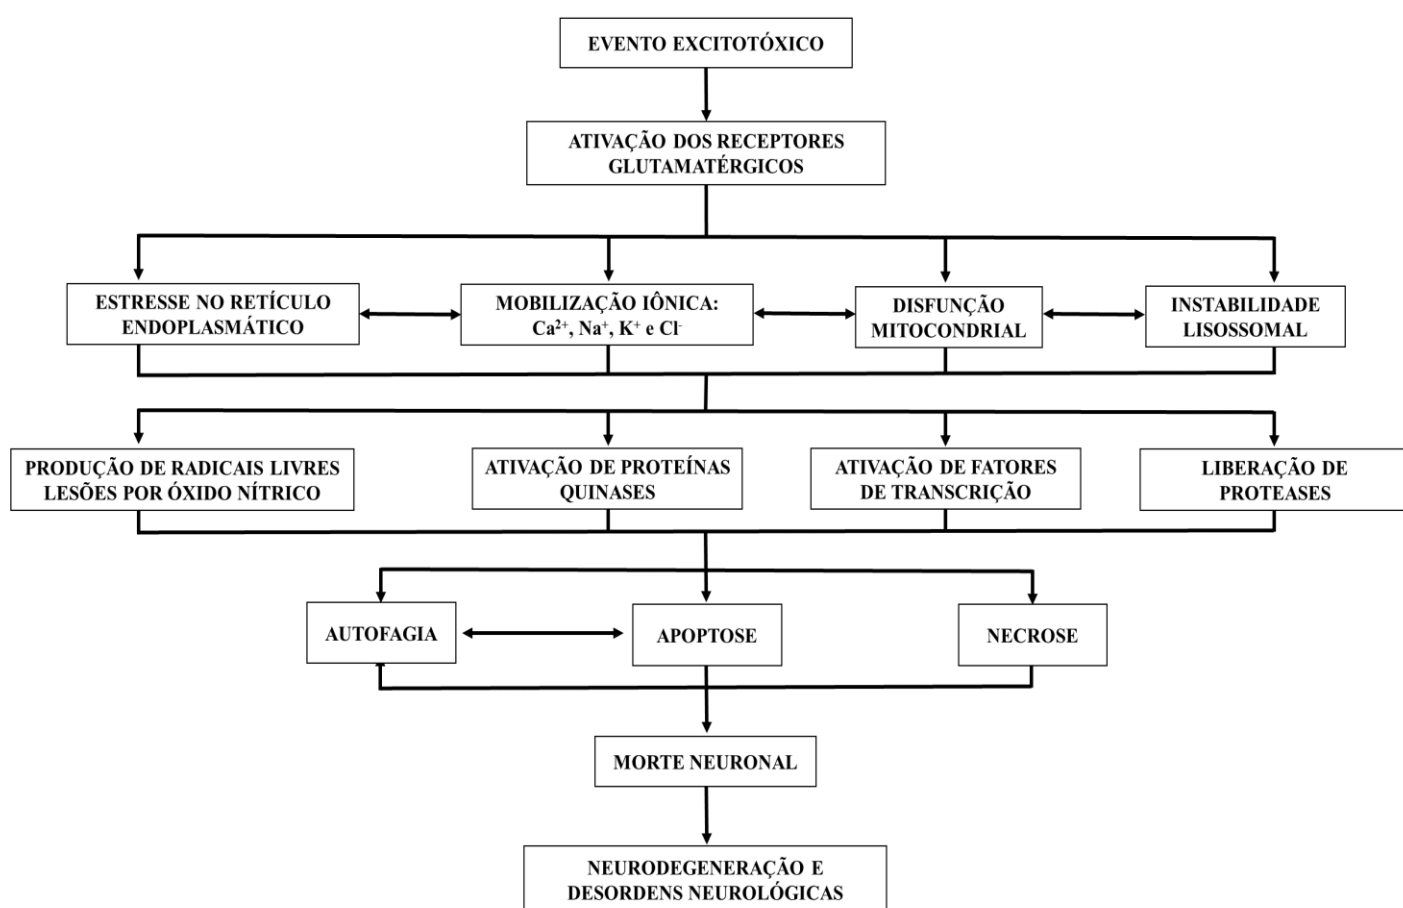 EVENTO EXCITOTÓXICO
ATIVAÇÃO DOS RECEPTORES
GLUTAMATÉRGICOS
ESTRESSE NO RETÍCULO
ENDOPLASMÁTICO
MOBILIZAÇÃO IÔNICA:
Ca²⁺, Na⁺, K⁺ e Cl⁻
DISFUNÇÃO
MITOCONDRIAL
INSTABILIDADE
LISOSSOMAL
PRODUÇÃO DE RADICAIS LIVRES
LESÕES POR ÓXIDO NÍTRICO
ATIVAÇÃO DE PROTEÍNAS
QUINASES
ATIVAÇÃO DE FATORES
DE TRANSCRIÇÃO
LIBERAÇÃO DE
PROTEASES
AUTOFAGIA
APOPTOSE
NECROSE
MORTE NEURONAL
NEURODEGENERAÇÃO E
DESORDENS NEUROLÓGICAS